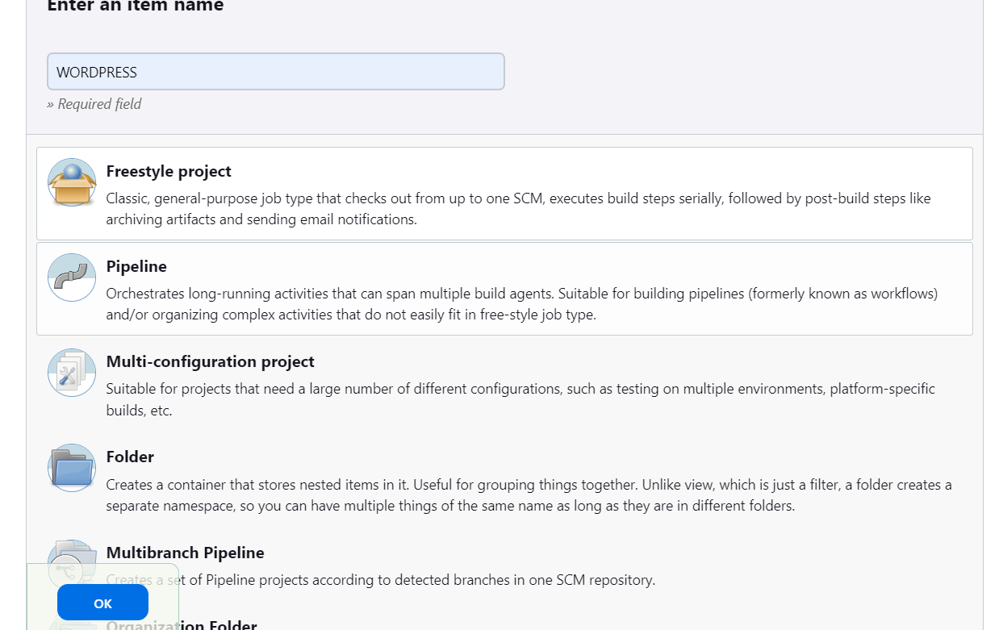 Enter an item name
WORDPRESS
» Required field
Freestyle project
Classic, general-purpose job type that checks out from up to one SCM, executes build steps serially, followed by post-build steps like
archiving artifacts and sending email notifications.
Pipeline
Orchestrates long-running activities that can span multiple build agents. Suitable for building pipelines (formerly known as workflows)
and/or organizing complex activities that do not easily fit in free-style job type.
Multi-configuration project
Suitable for projects that need a large number of different configurations, such as testing on multiple environments, platform-specific
builds, etc.
Folder
Creates a container that stores nested items in it. Useful for grouping things together. Unlike view, which is just a filter, a folder creates a
separate namespace, so you can have multiple things of the same name as long as they are in different folders.
Multibranch Pipeline
Creates a set of Pipeline projects according to detected branches in one SCM repository.
OK
Organization Folder